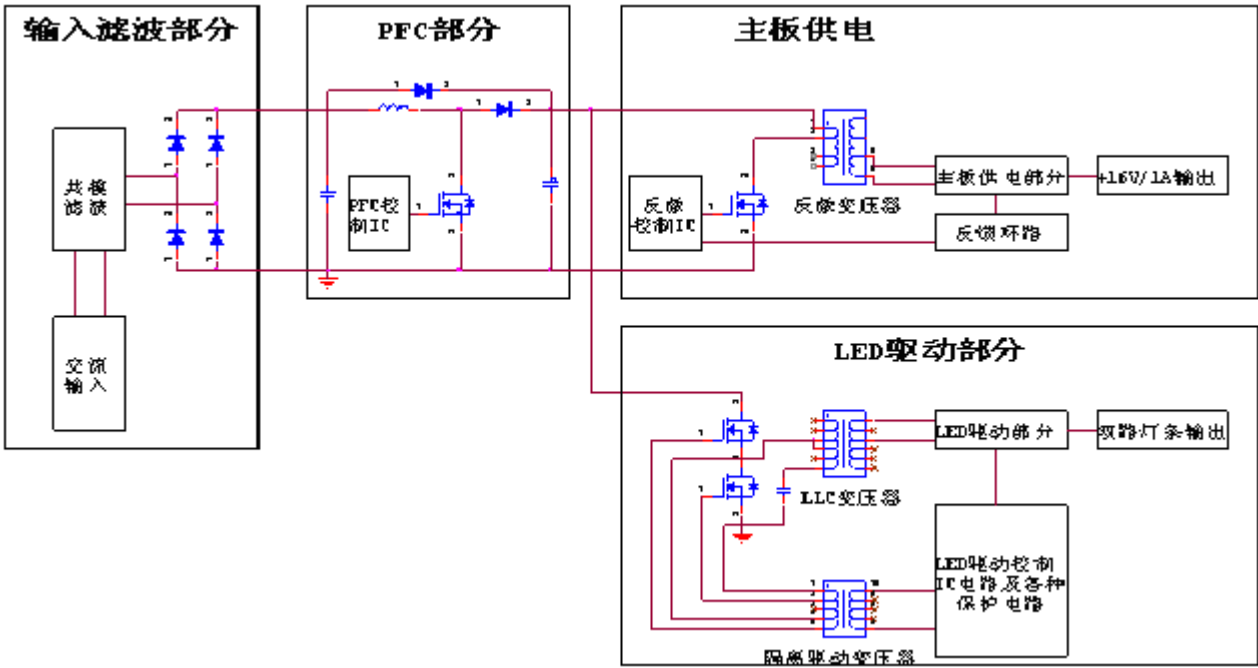 输入滤波部分
共模
滤波
交流
输入
PFC部分
PFC控
制IC
主板供电
反激
控制IC
反激变压器
主板供电部分
+16V/1A输出
反馈环路
LED驱动部分
LLC变压器
LED驱动部分
双路灯条输出
LED驱动控制
IC电路及各种
保护电路
隔离驱动变压器